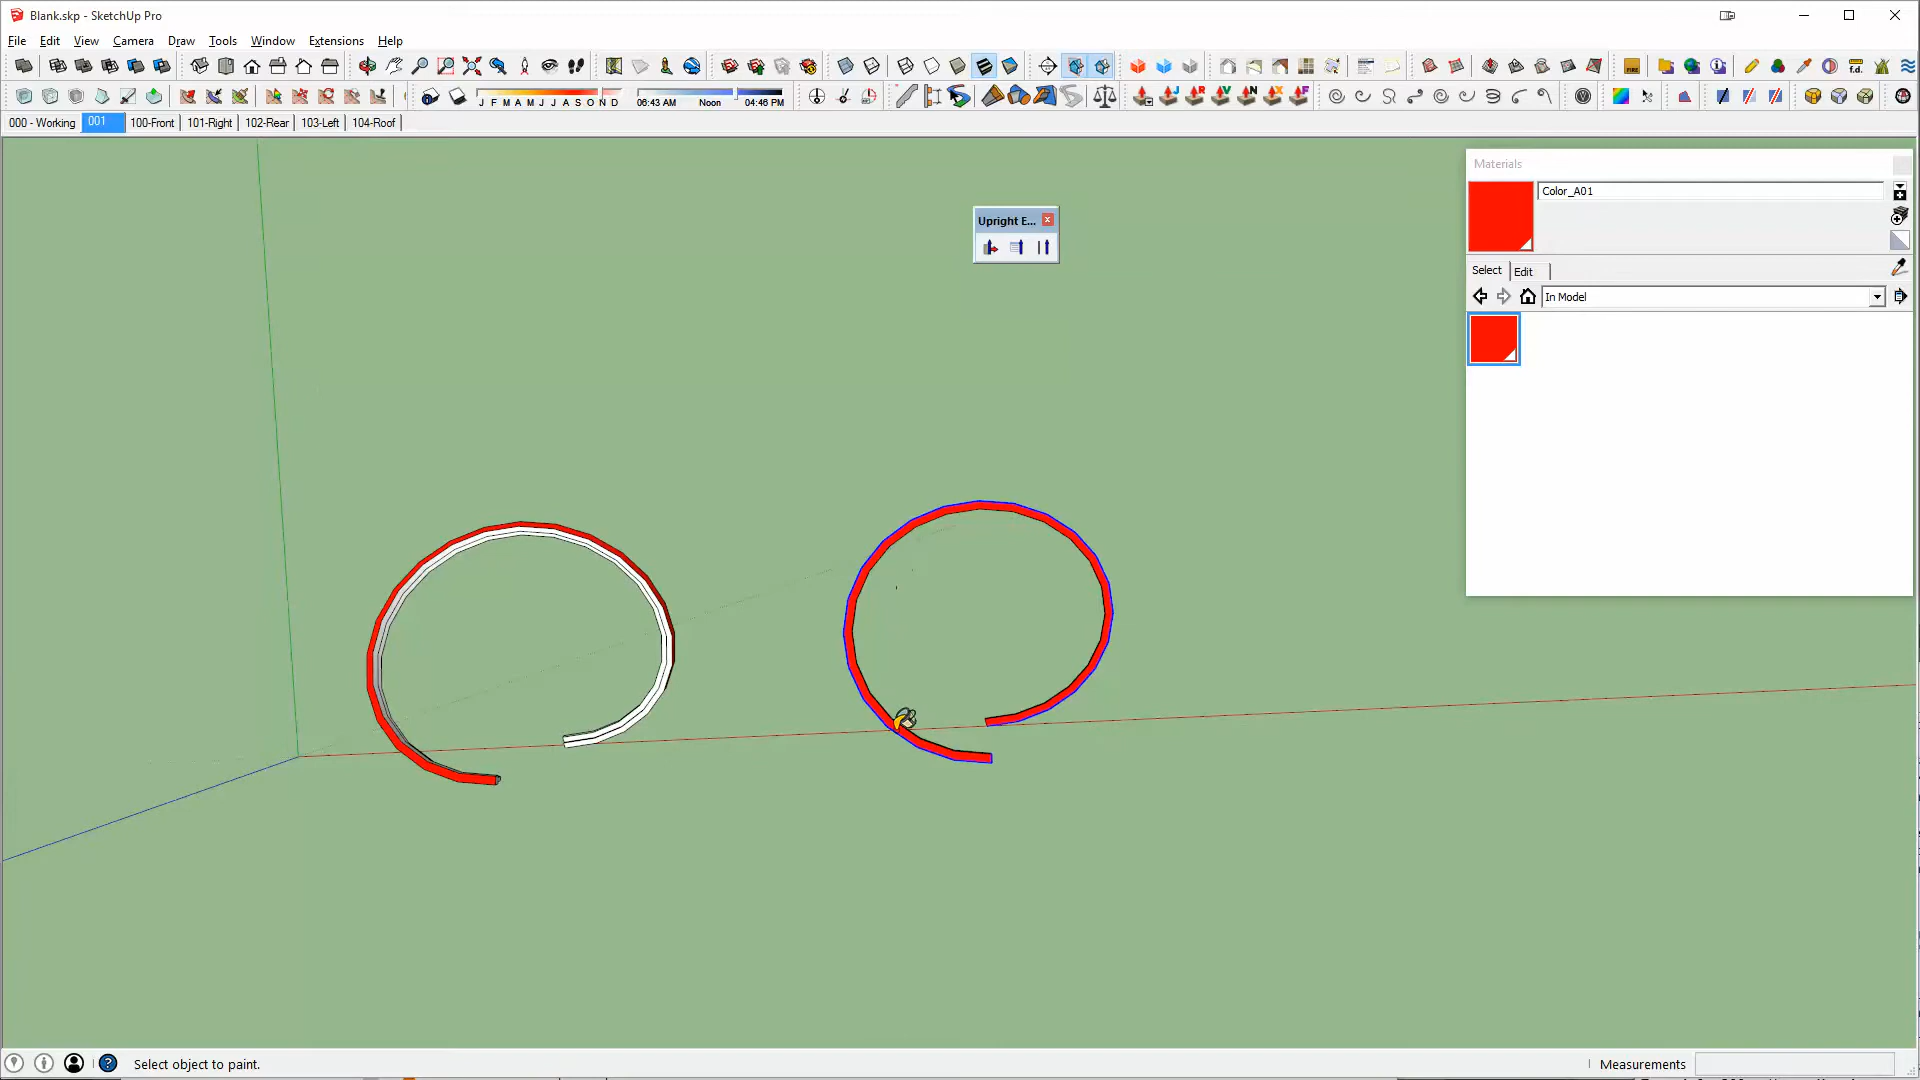 Blank.skp - SketchUp Pro
File Edit View Camera Draw Tools Window Extensions Help
J F M A M J J A S O N D 06:43 AM Noon 04:46 PM
000 - Working 001 100-Front 101-Right 102-Rear 103-Left 104-Roof
Materials
Color_A01
Upright E...
Select Edit
In Model
Select object to paint.
Measurements